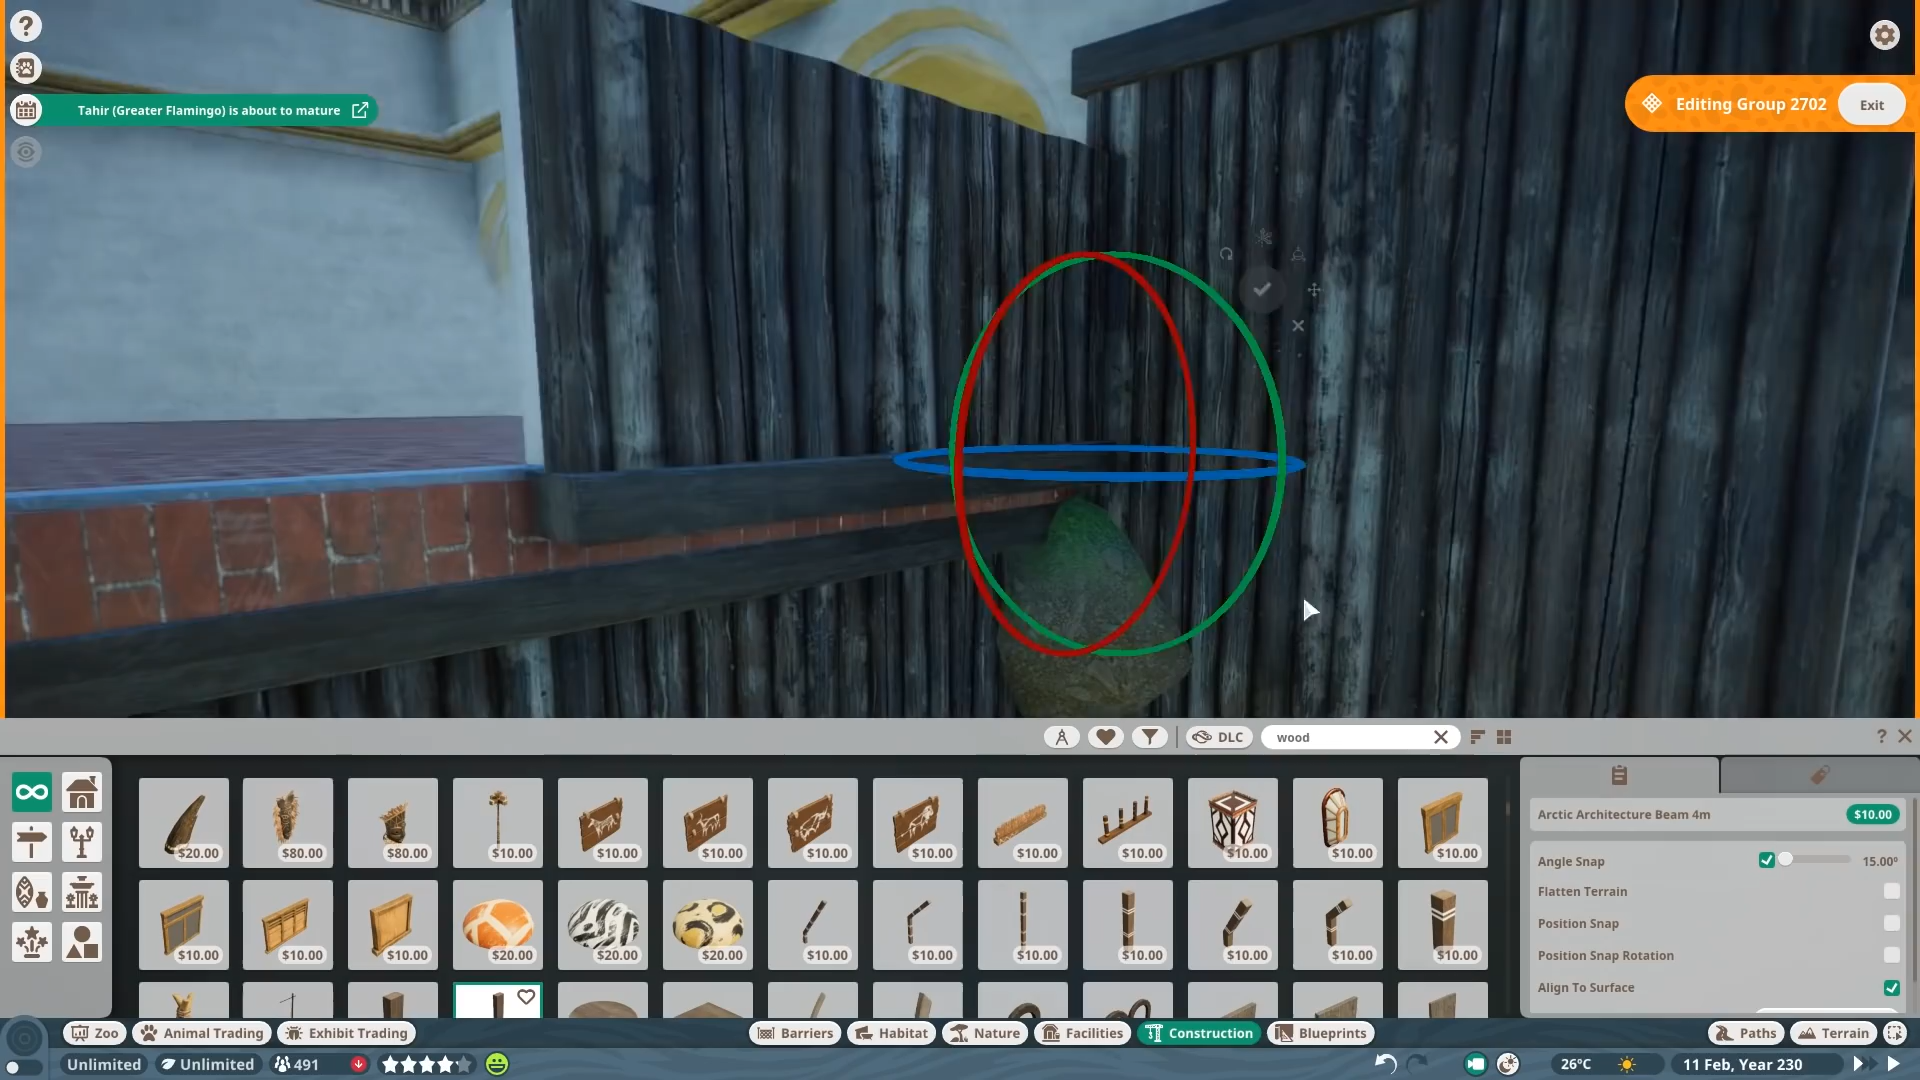 ?
Tahir (Greater Flamingo) is about to mature
Editing Group 2702
Exit
DLC
wood
?
$20.00 $80.00 $80.00 $10.00 $10.00 $10.00 $10.00 $10.00 $10.00 $10.00 $10.00 $10.00 $10.00
$10.00 $10.00 $10.00 $20.00 $20.00 $20.00 $10.00 $10.00 $10.00 $10.00 $10.00 $10.00 $10.00
Arctic Architecture Beam 4m $10.00
Angle Snap 15.00°
Flatten Terrain
Position Snap
Position Snap Rotation
Align To Surface
Zoo Animal Trading Exhibit Trading Barriers Habitat Nature Facilities Construction Blueprints Paths Terrain
Unlimited Unlimited 491 26°C 11 Feb, Year 230